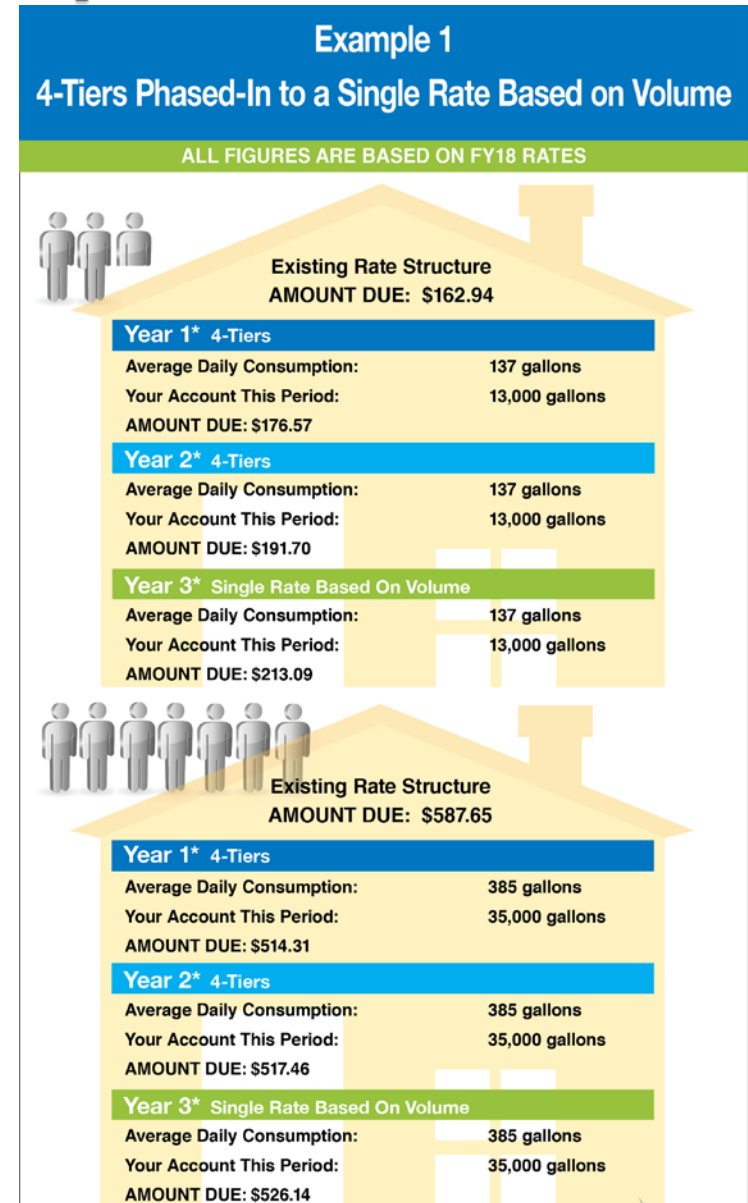 Example 1
4-Tiers Phased-In to a Single Rate Based on Volume
ALL FIGURES ARE BASED ON FY18 RATES
Existing Rate Structure
AMOUNT DUE: $162.94
Year 1* 4-Tiers
Average Daily Consumption: 137 gallons
Your Account This Period: 13,000 gallons
AMOUNT DUE: $176.57
Year 2* 4-Tiers
Average Daily Consumption: 137 gallons
Your Account This Period: 13,000 gallons
AMOUNT DUE: $191.70
Year 3* Single Rate Based On Volume
Average Daily Consumption: 137 gallons
Your Account This Period: 13,000 gallons
AMOUNT DUE: $213.09
Existing Rate Structure
AMOUNT DUE: $587.65
Year 1* 4-Tiers
Average Daily Consumption: 385 gallons
Your Account This Period: 35,000 gallons
AMOUNT DUE: $514.31
Year 2* 4-Tiers
Average Daily Consumption: 385 gallons
Your Account This Period: 35,000 gallons
AMOUNT DUE: $517.46
Year 3* Single Rate Based On Volume
Average Daily Consumption: 385 gallons
Your Account This Period: 35,000 gallons
AMOUNT DUE: $526.14